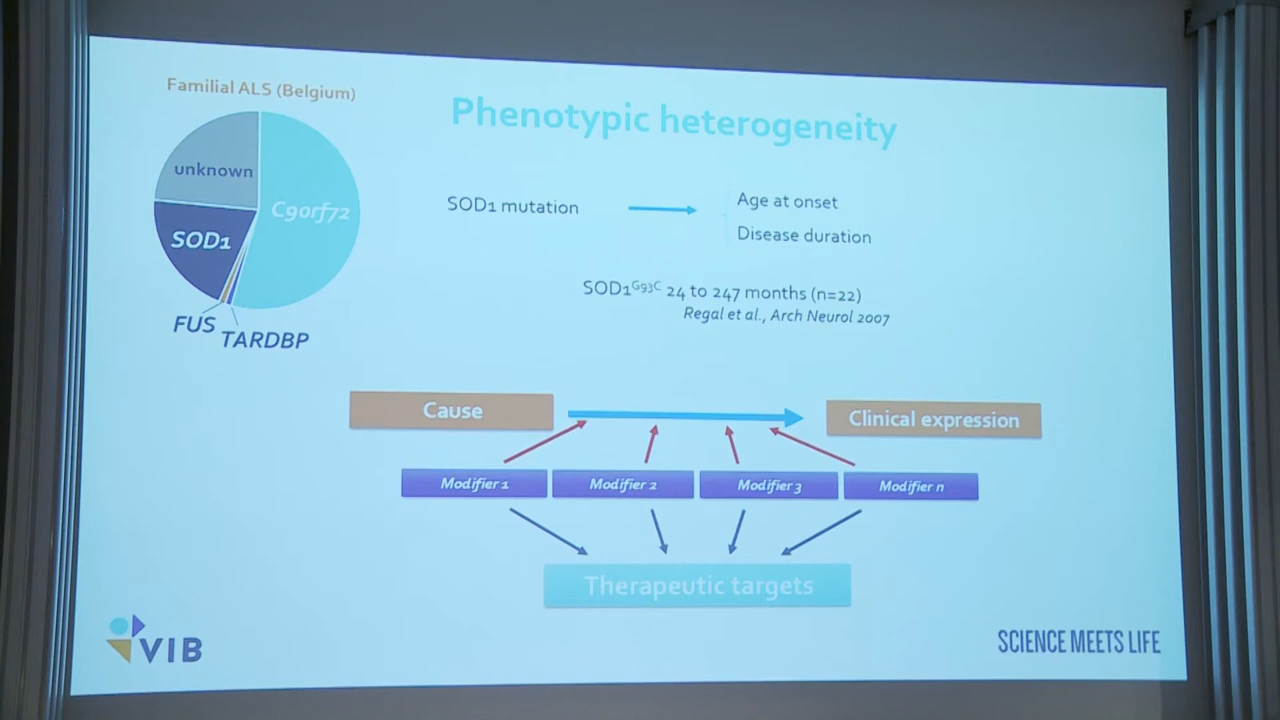 Familial ALS (Belgium)
Phenotypic heterogeneity
unknown
C9orf72
SOD1
FUS
TARDBP
SOD1 mutation
Age at onset
Disease duration
SOD1G93C 24 to 247 months (n=22)
Regal et al., Arch Neurol 2007
Cause
Clinical expression
Modifier 1
Modifier 2
Modifier 3
Modifier n
Therapeutic targets
VIB
SCIENCE MEETS LIFE